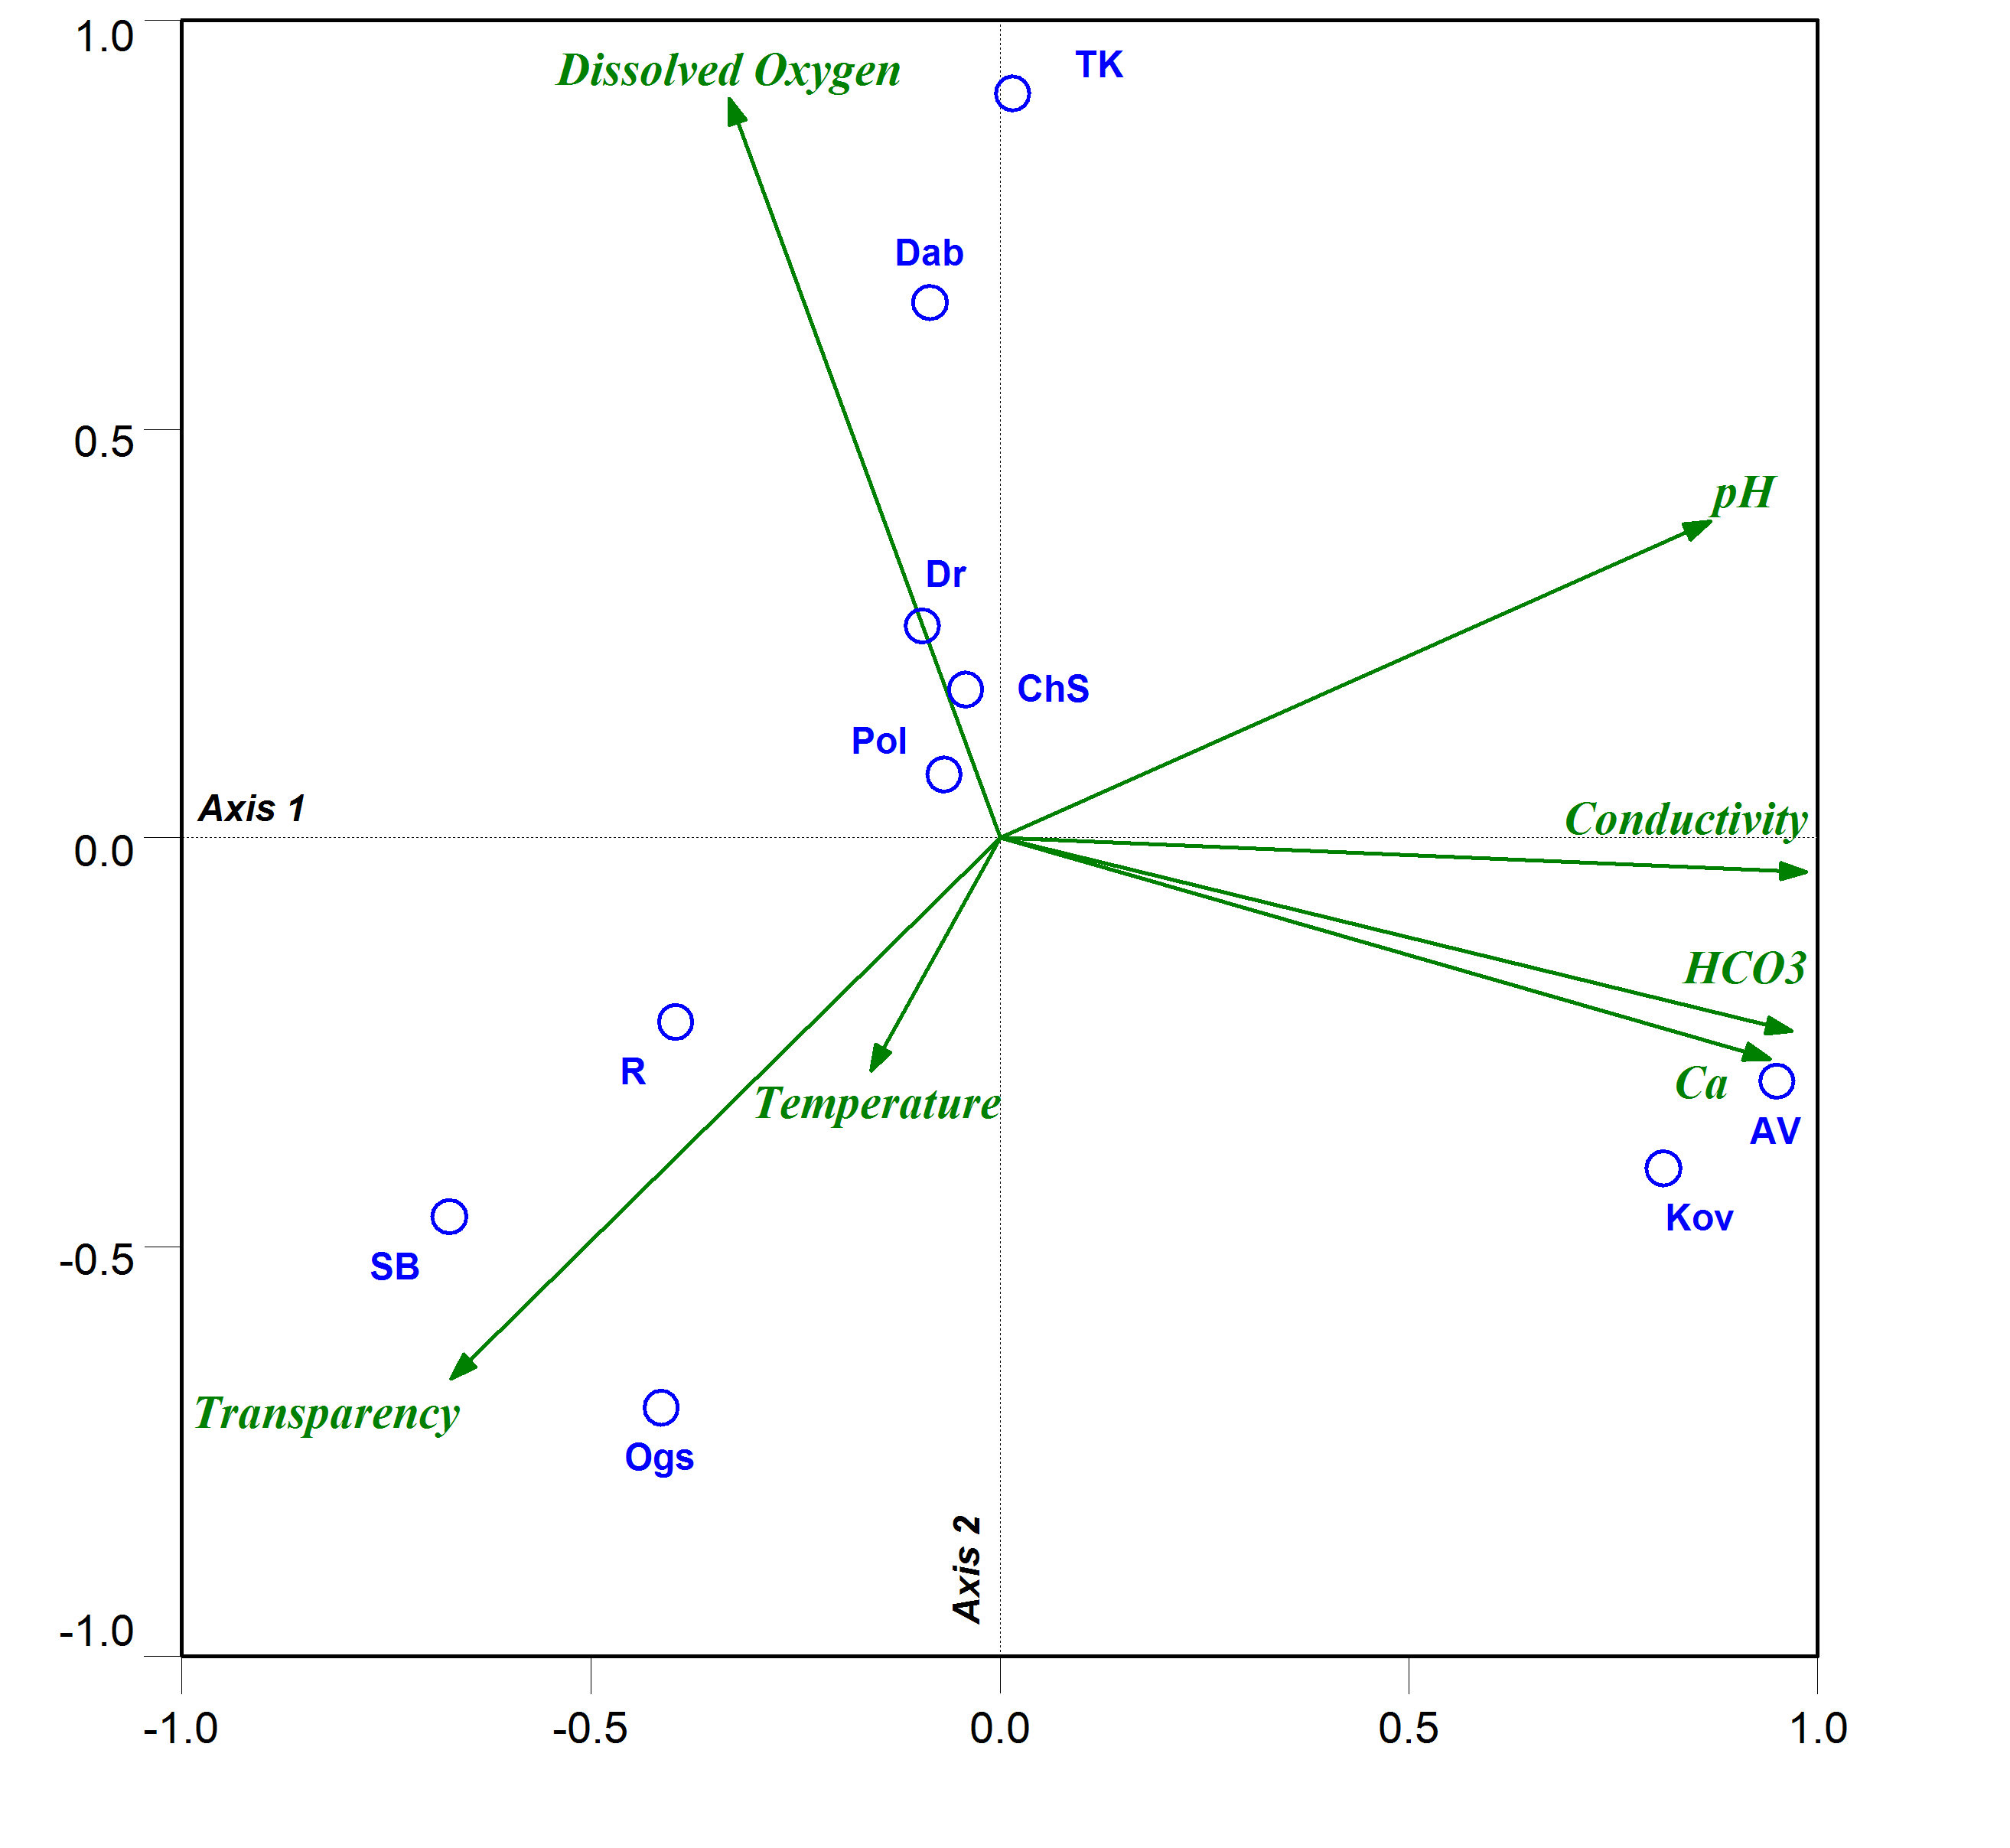 1.0
Dissolved Oxygen
TK
Dab
0.5
pH
Dr
ChS
Pol
Axis 1
Conductivity
0.0
HCO3
R
Temperature
Ca
AV
Kov
-0.5
SB
Transparency
Ogs
Axis 2
-1.0
-1.0 -0.5 0.0 0.5 1.0